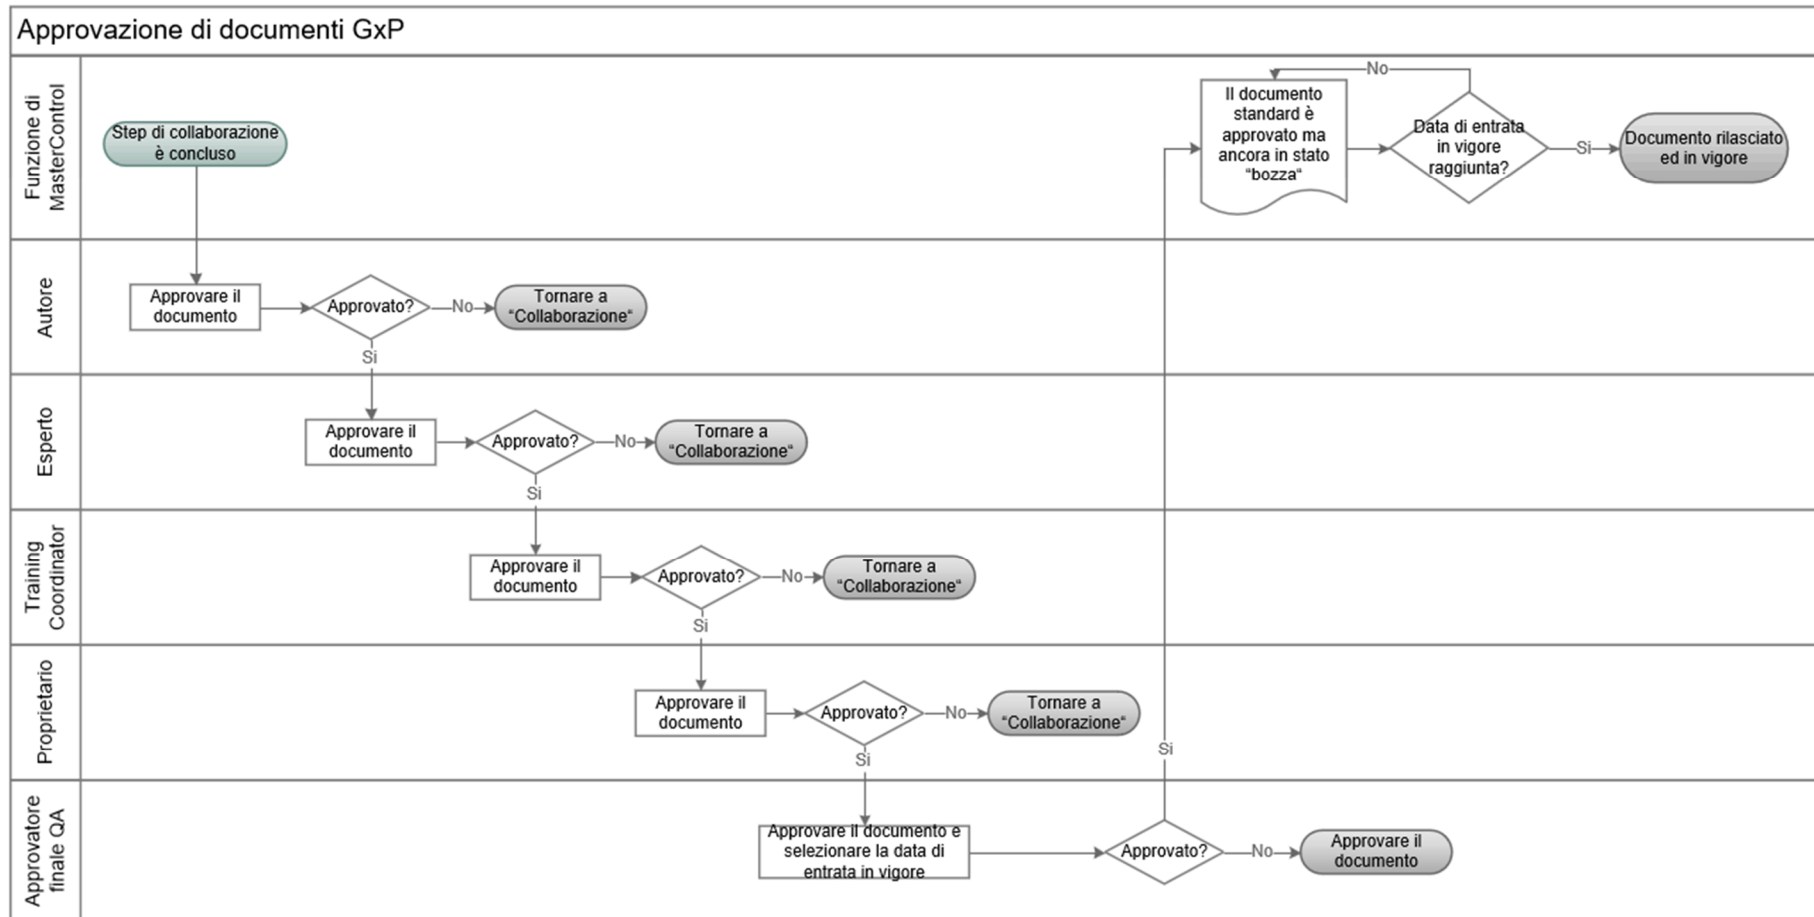 Approvazione di documenti GxP
Funzione di
MasterControl
Step di collaborazione
è concluso
Il documento
standard è
approvato ma
ancora in stato
"bozza"
No
Data di entrata
in vigore
raggiunta?
Si
Documento rilasciato
ed in vigore
Autore
Approvare il
documento
Approvato?
No
Tornare a
"Collaborazione"
Si
Esperto
Approvare il
documento
Approvato?
No
Tornare a
"Collaborazione"
Si
Training
Coordinator
Approvare il
documento
Approvato?
No
Tornare a
"Collaborazione"
Si
Proprietario
Approvare il
documento
Approvato?
No
Tornare a
"Collaborazione"
Si
Si
Approvatore
finale QA
Approvare il documento e
selezionare la data di
entrata in vigore
Approvato?
No
Approvare il
documento